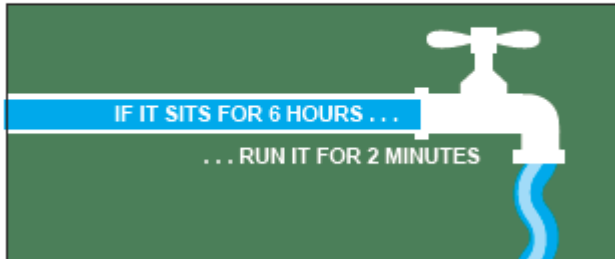 IF IT SITS FOR 6 HOURS . . .
. . . RUN IT FOR 2 MINUTES